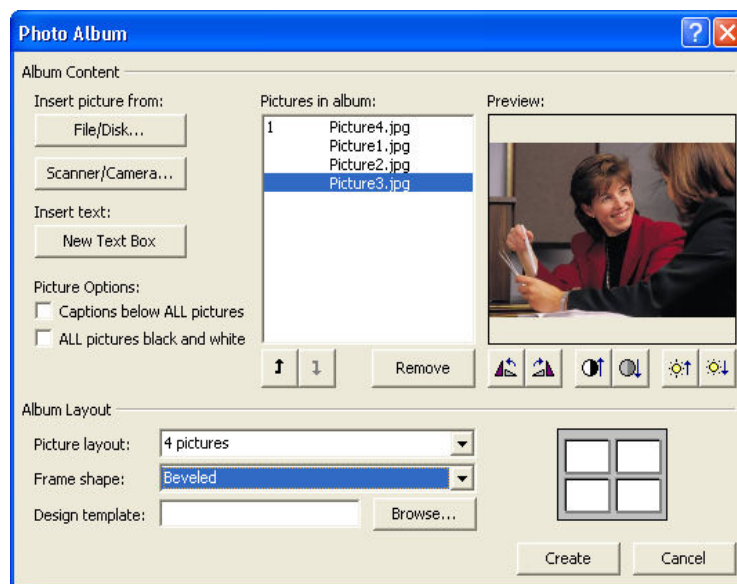 Photo Album
Album Content
Insert picture from:
File/Disk...
Scanner/Camera...
Insert text:
New Text Box
Picture Options:
Captions below ALL pictures
ALL pictures black and white
Pictures in album:
1 Picture4.jpg
Picture1.jpg
Picture2.jpg
Picture3.jpg
Remove
Preview:
Album Layout
Picture layout: 4 pictures
Frame shape: Beveled
Design template:
Browse...
Create
Cancel